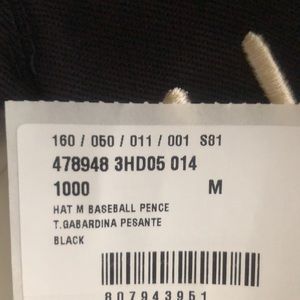 160 / 050 / 011 / 001 S81
478948 3HD05 014
1000 M
HAT M BASEBALL PENCE
T.GABARDINA PESANTE
BLACK
807943951